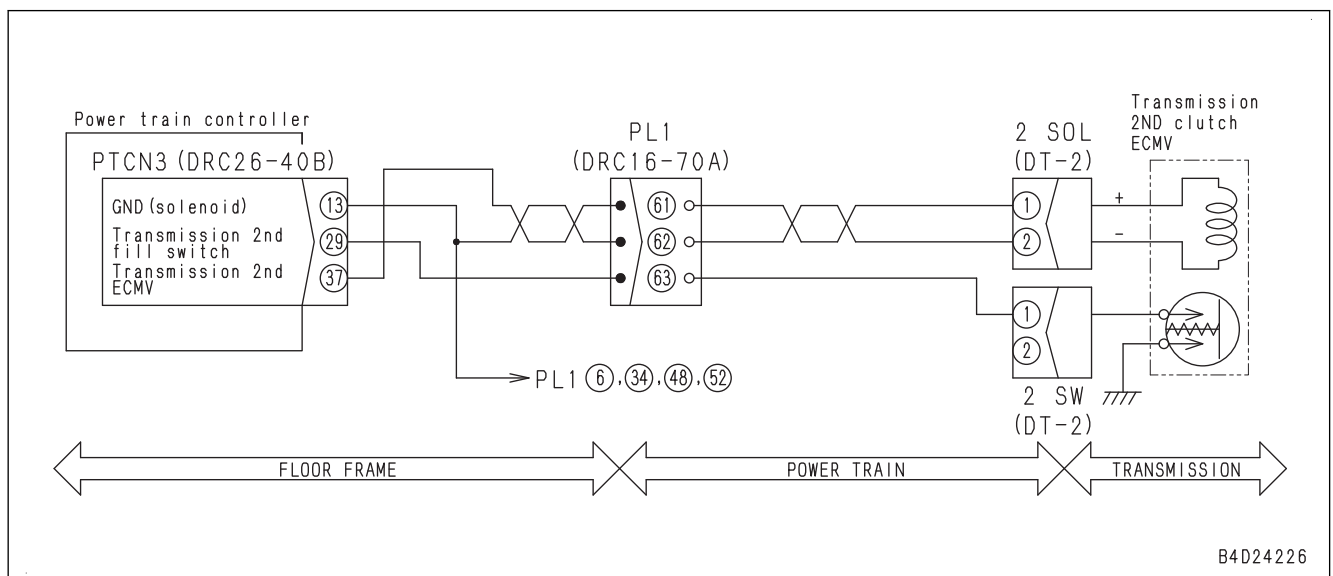 Power train controller
PTCN3 (DRC26-40B)
GND (solenoid)
13
Transmission 2nd
fill switch
29
Transmission 2nd
ECMV
37
PL1
(DRC16-70A)
61
62
63
PL1 6, 34, 48, 52
2 SOL
(DT-2)
1
2
+
-
Transmission
2ND clutch
ECMV
1
2
2 SW
(DT-2)
FLOOR FRAME
POWER TRAIN
TRANSMISSION
B4D24226